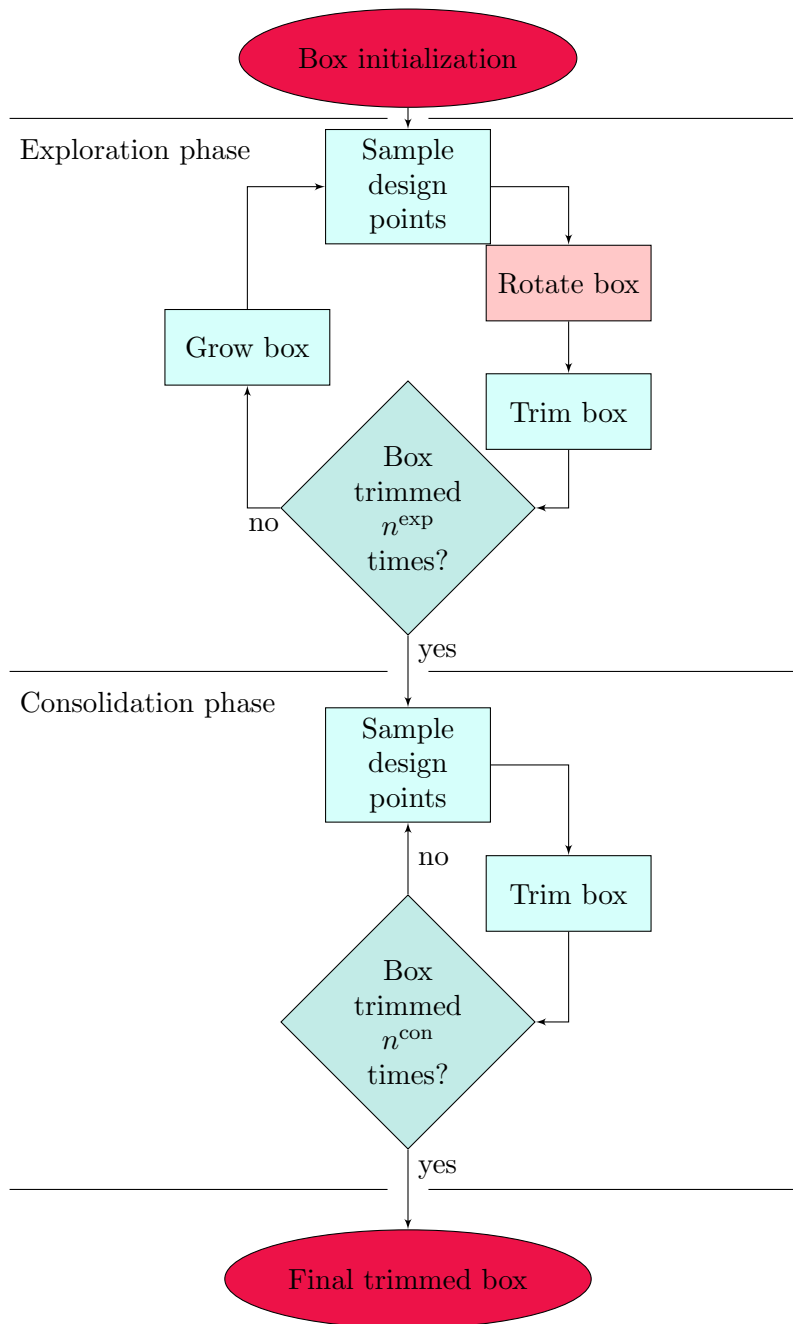 Box initialization
Exploration phase
Sample
design
points
Rotate box
Grow box
Trim box
Box
trimmed
n^exp
times?
no
yes
Consolidation phase
Sample
design
points
no
Trim box
Box
trimmed
n^con
times?
yes
Final trimmed box